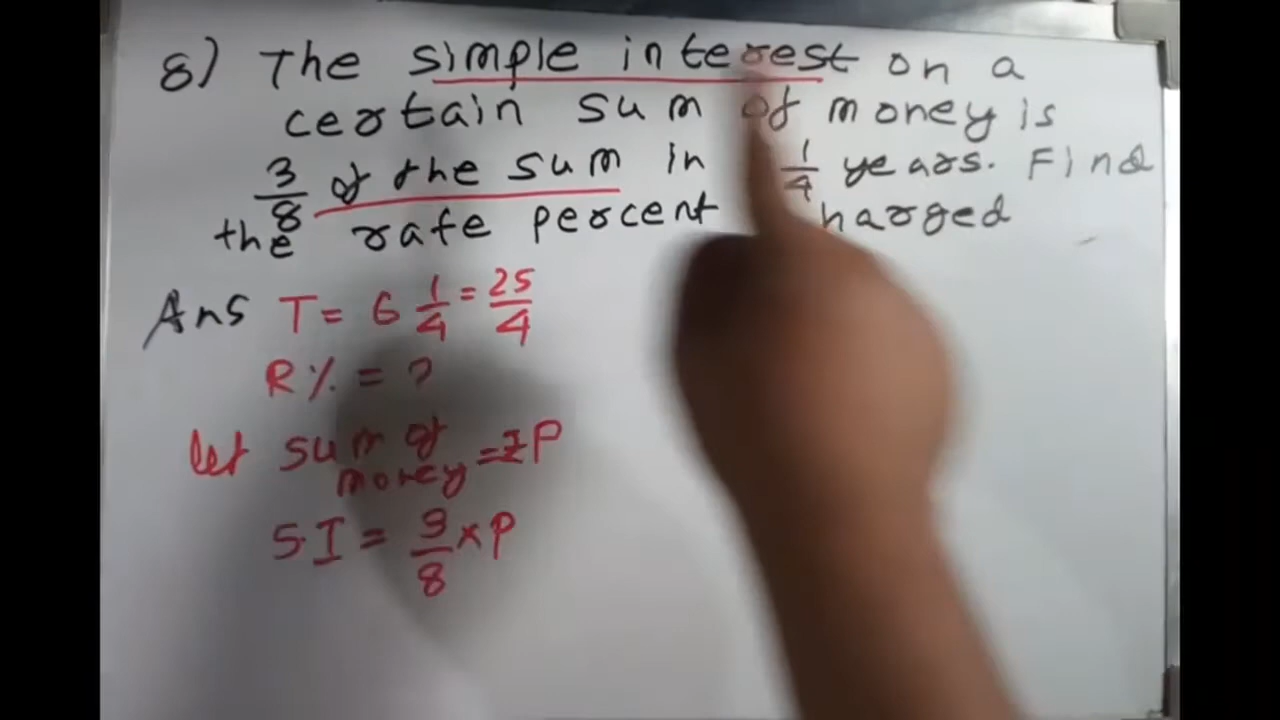 8) The simple interest on a
certain sum of money is
3/8 of the sum in 1/4 years. Find
the rate percent harged
Ans T = 6 1/4 = 25/4
R % = ?
let sum of money = P
S.I = 3/8 × P